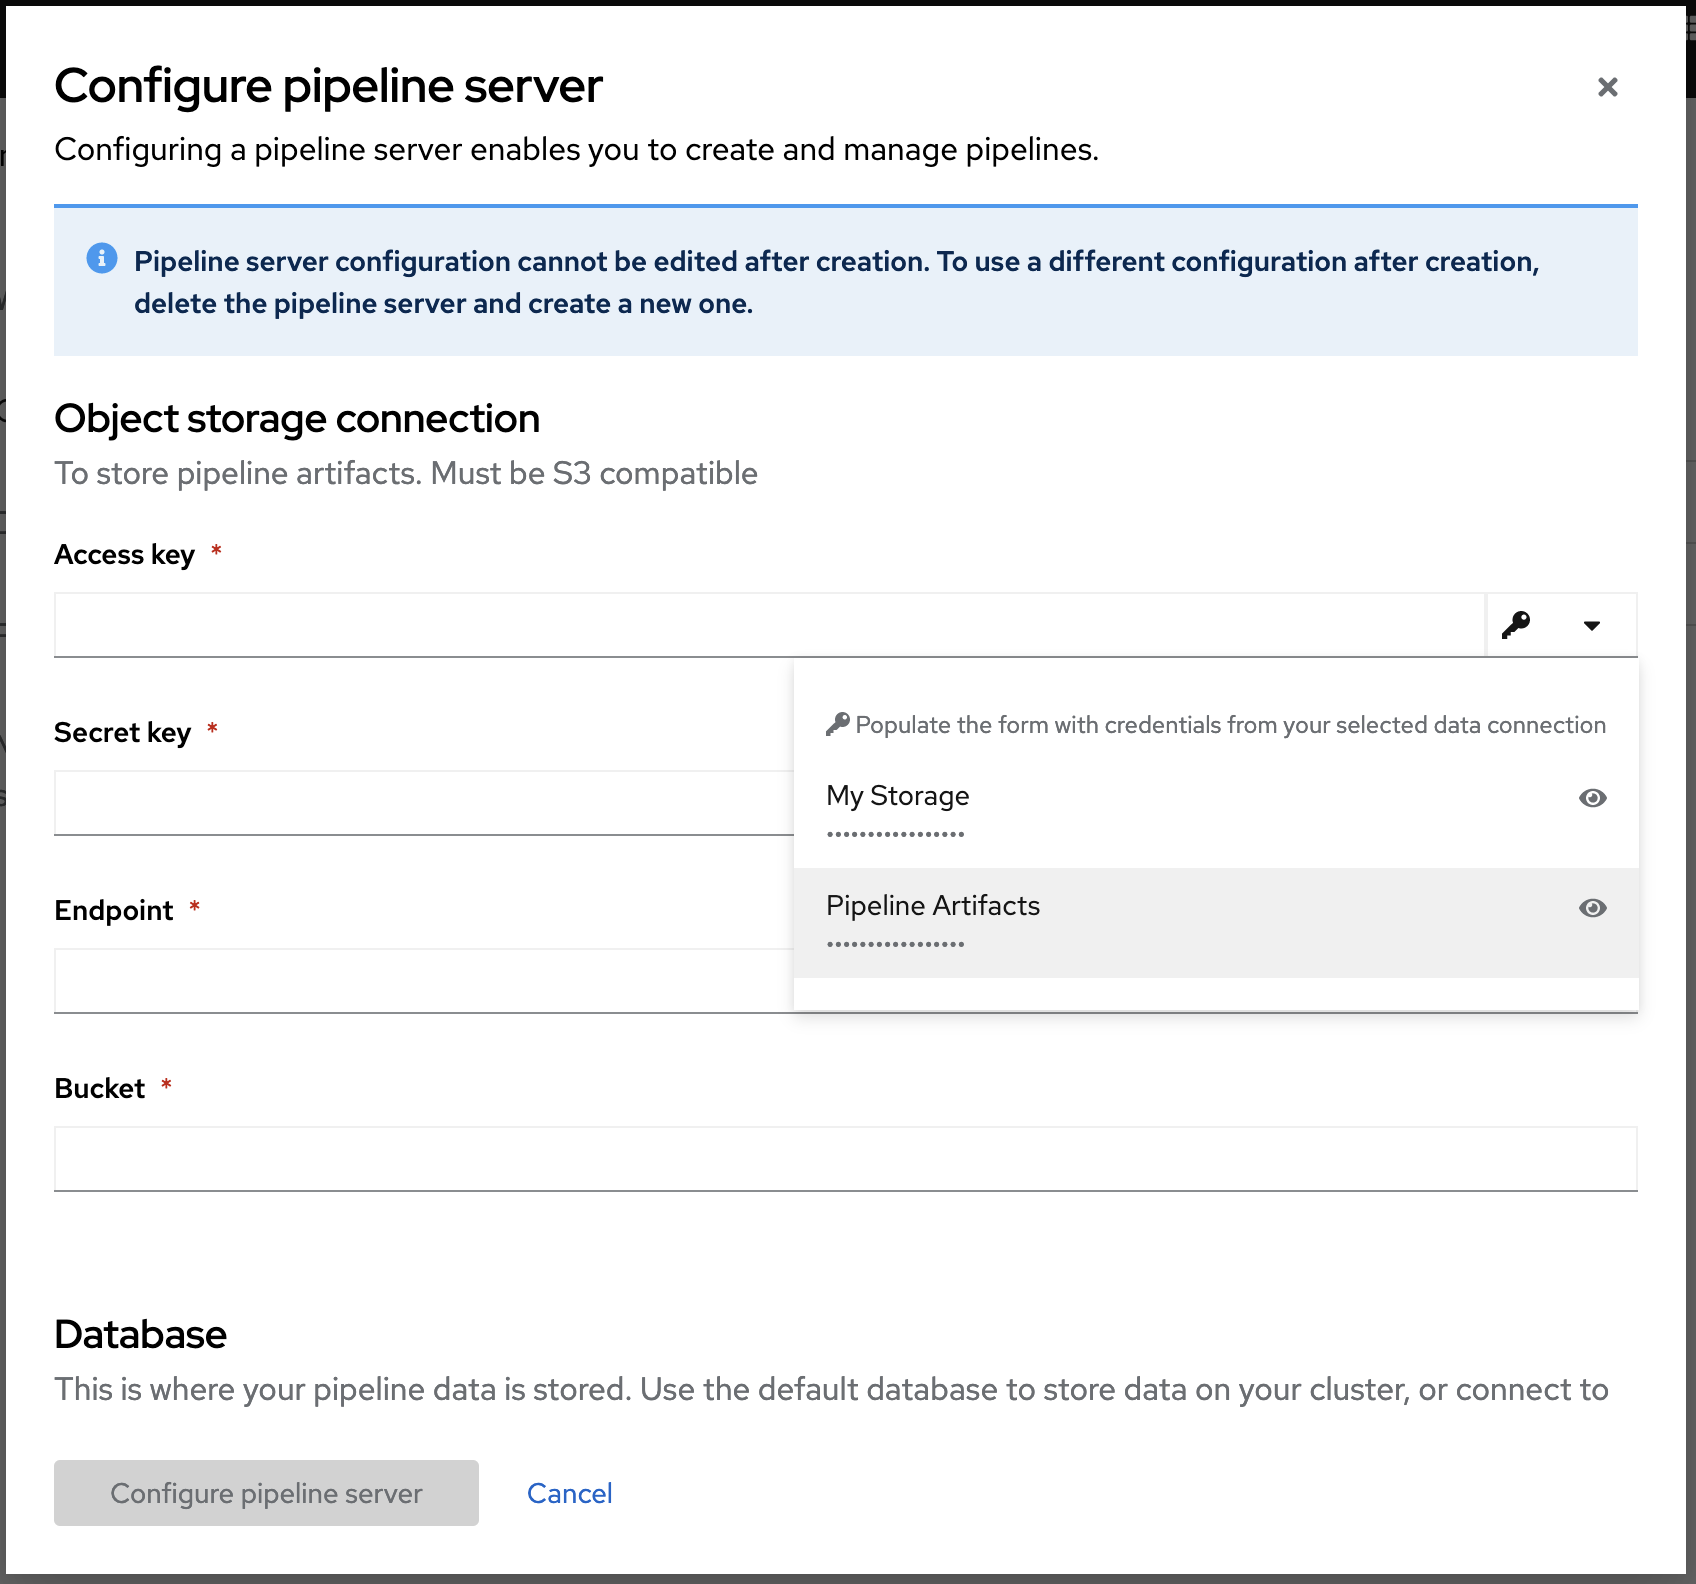 Configure pipeline server
Configuring a pipeline server enables you to create and manage pipelines.
Pipeline server configuration cannot be edited after creation. To use a different configuration after creation,
delete the pipeline server and create a new one.
Object storage connection
To store pipeline artifacts. Must be S3 compatible
Access key *
Populate the form with credentials from your selected data connection
My Storage
•••••••••••••••••
Pipeline Artifacts
•••••••••••••••••
Secret key *
Endpoint *
Bucket *
Database
This is where your pipeline data is stored. Use the default database to store data on your cluster, or connect to
Configure pipeline server
Cancel